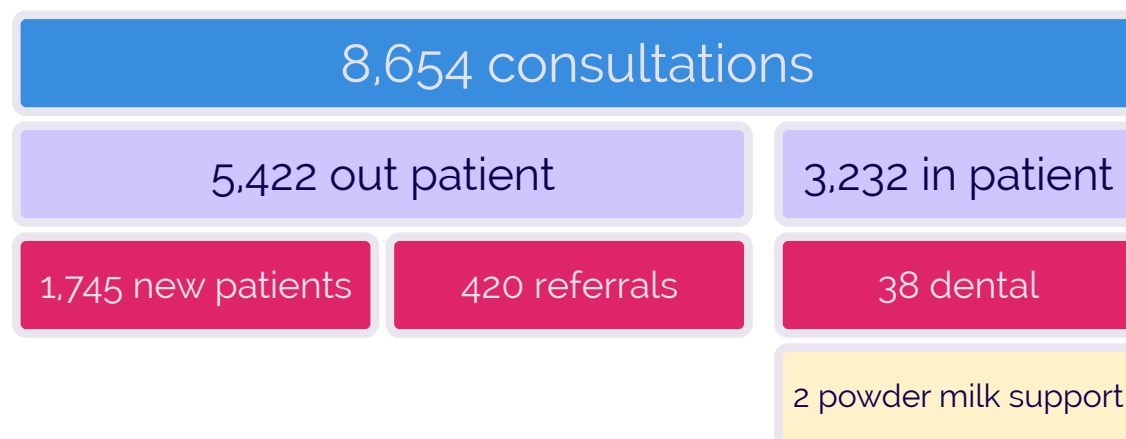 8,654 consultations
5,422 out patient
3,232 in patient
1,745 new patients
420 referrals
38 dental
2 powder milk support